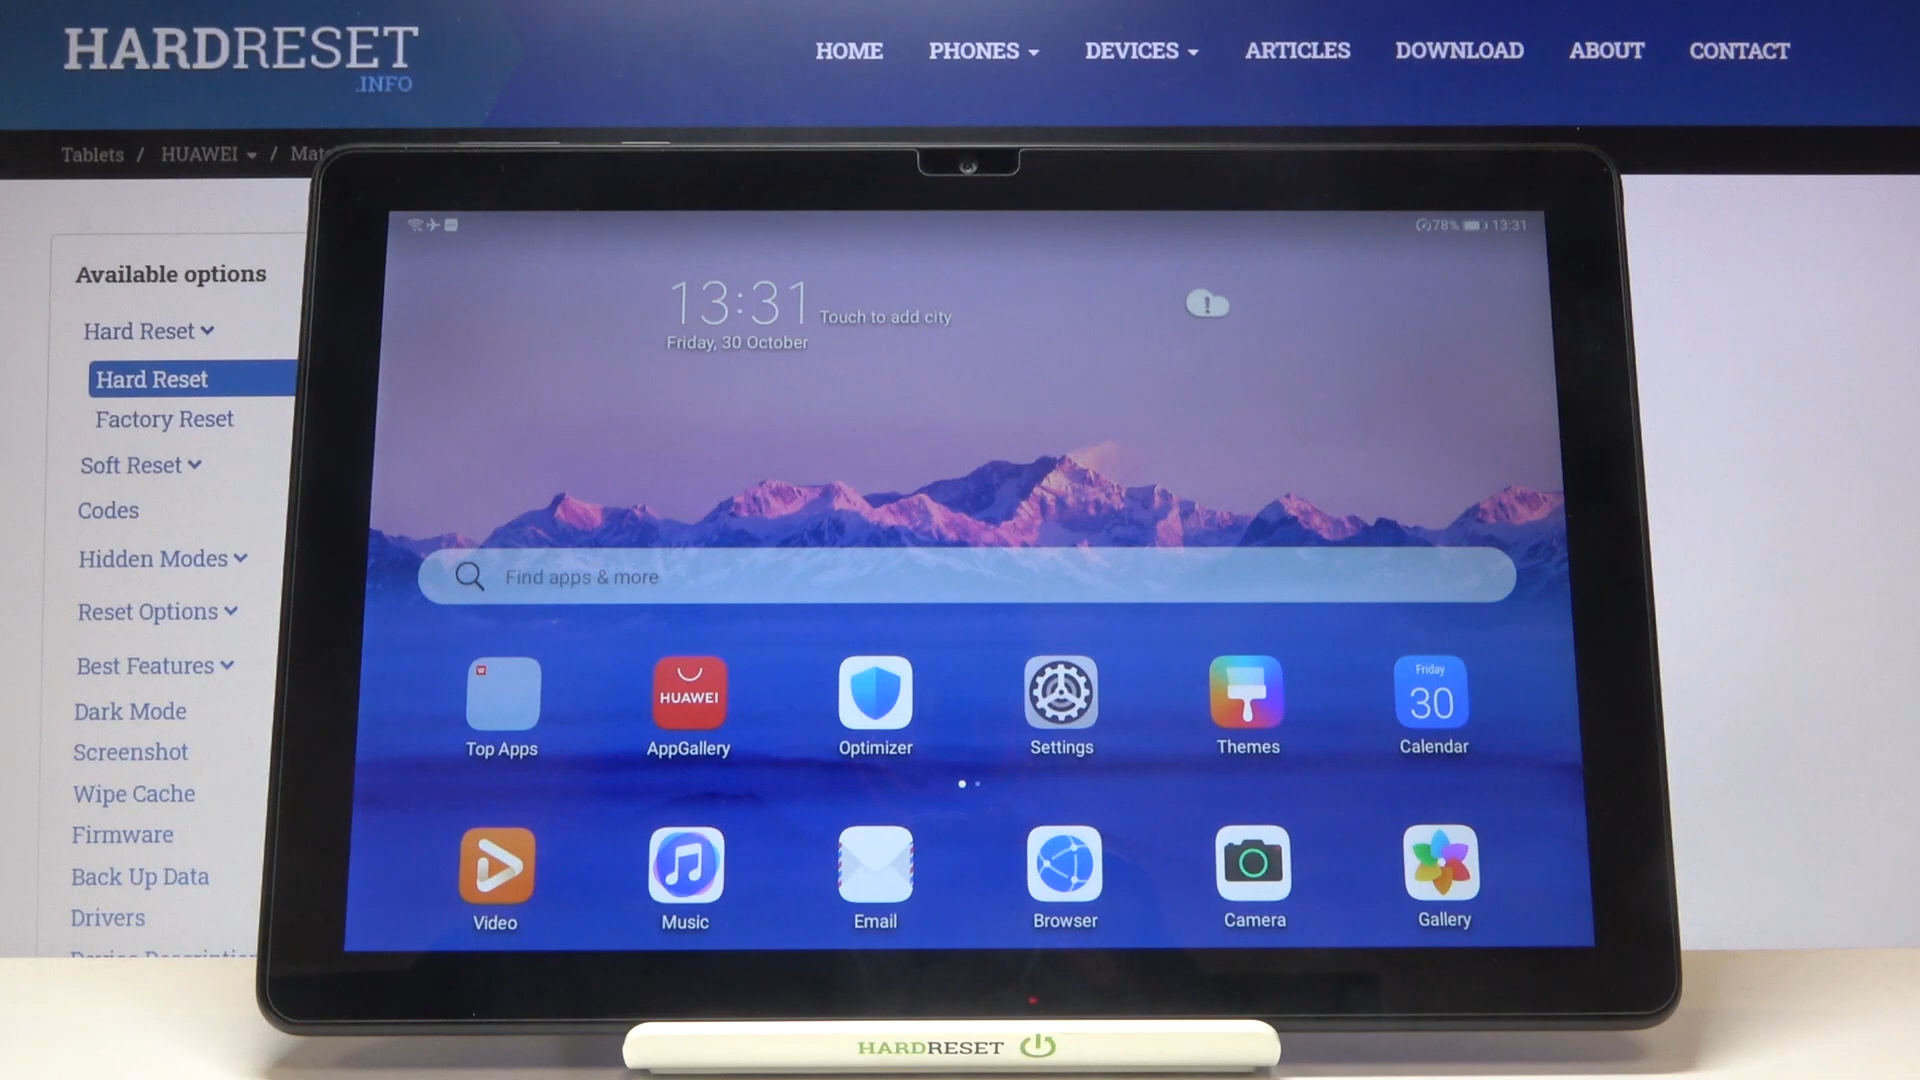 HARDRESET
.INFO
HOME PHONES DEVICES ARTICLES DOWNLOAD ABOUT CONTACT
Tablets / HUAWEI /
Available options
Hard Reset
Hard Reset
Factory Reset
Soft Reset
Codes
Hidden Modes
Reset Options
Best Features
Dark Mode
Screenshot
Wipe Cache
Firmware
Back Up Data
Drivers
78% 13:31
13:31 Touch to add city
Friday, 30 October
Find apps & more
HUAWEI
Friday
30
Top Apps AppGallery Optimizer Settings Themes Calendar
Video Music Email Browser Camera Gallery
HARDRESET